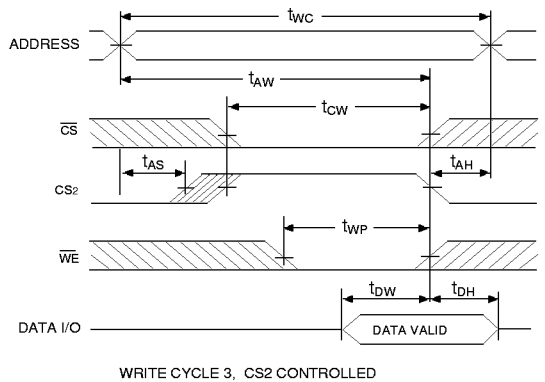 tWC
ADDRESS
tAW
tCW
CS
tAS
tAH
CS2
tWP
WE
tDW
tDH
DATA I/O
DATA VALID
WRITE CYCLE 3, CS2 CONTROLLED